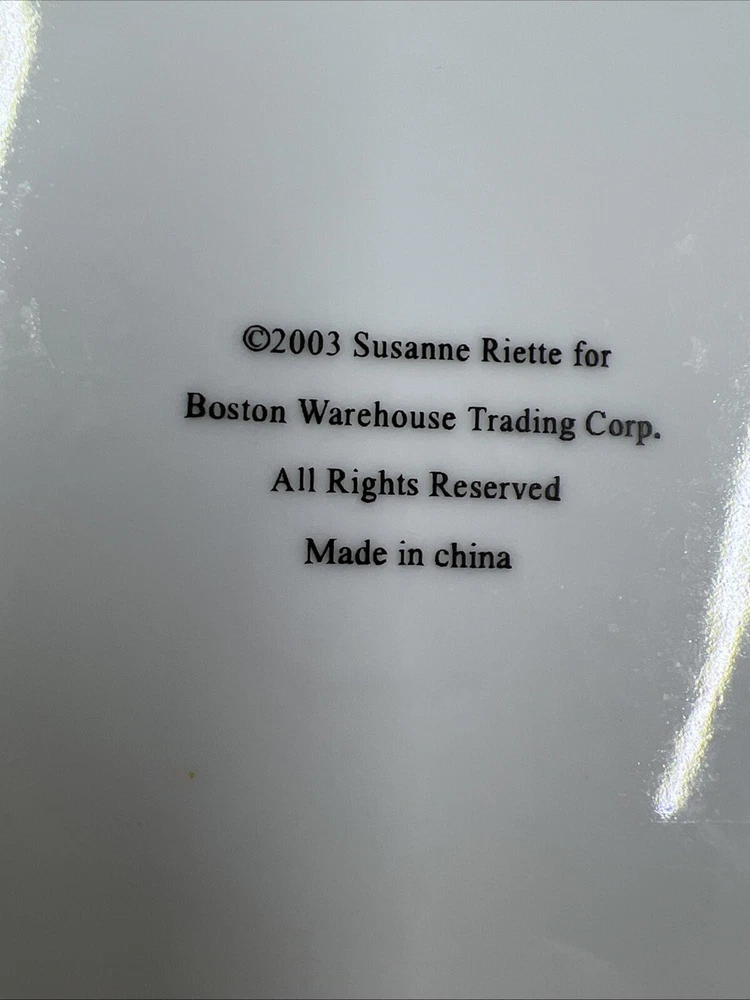 ©2003 Susanne Riette for
Boston Warehouse Trading Corp.
All Rights Reserved
Made in china